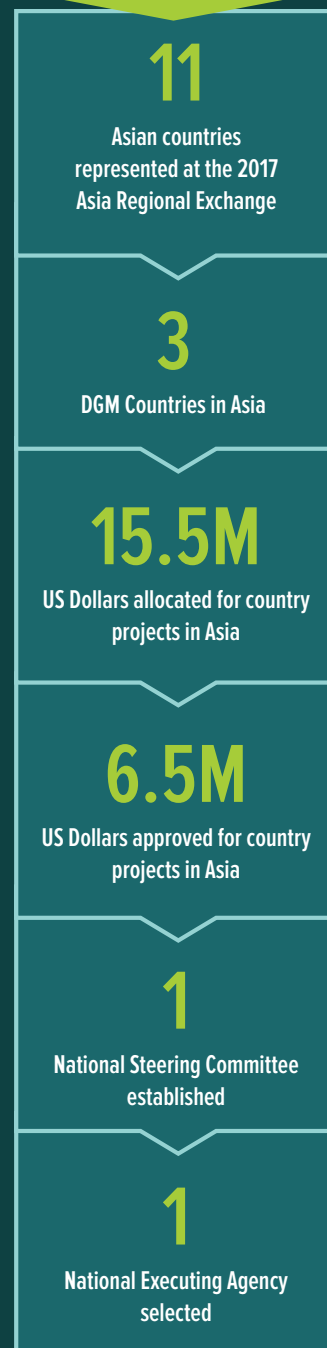 11
Asian countries
represented at the 2017
Asia Regional Exchange
3
DGM Countries in Asia
15.5M
US Dollars allocated for country
projects in Asia
6.5M
US Dollars approved for country
projects in Asia
1
National Steering Committee
established
1
National Executing Agency
selected